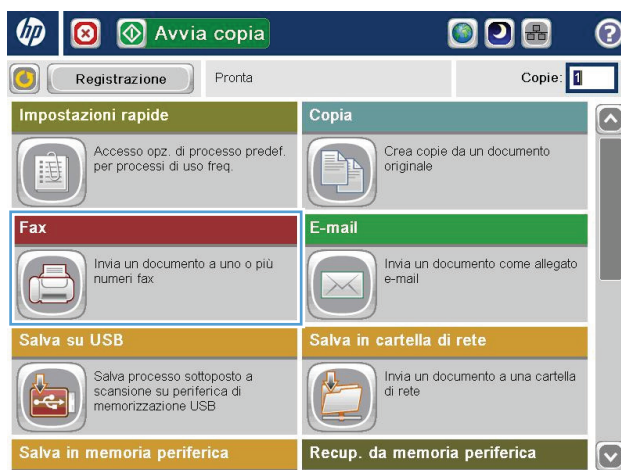 hp
Avvia copia
?
Registrazione
Pronta
Copie: 1
Impostazioni rapide
Accesso opz. di processo predef.
per processi di uso freq.
Copia
Crea copie da un documento
originale
Fax
Invia un documento a uno o più
numeri fax
E-mail
Invia un documento come allegato
e-mail
Salva su USB
Salva processo sottoposto a
scansione su periferica di
memorizzazione USB
Salva in cartella di rete
Invia un documento a una cartella
di rete
Salva in memoria periferica
Recup. da memoria periferica